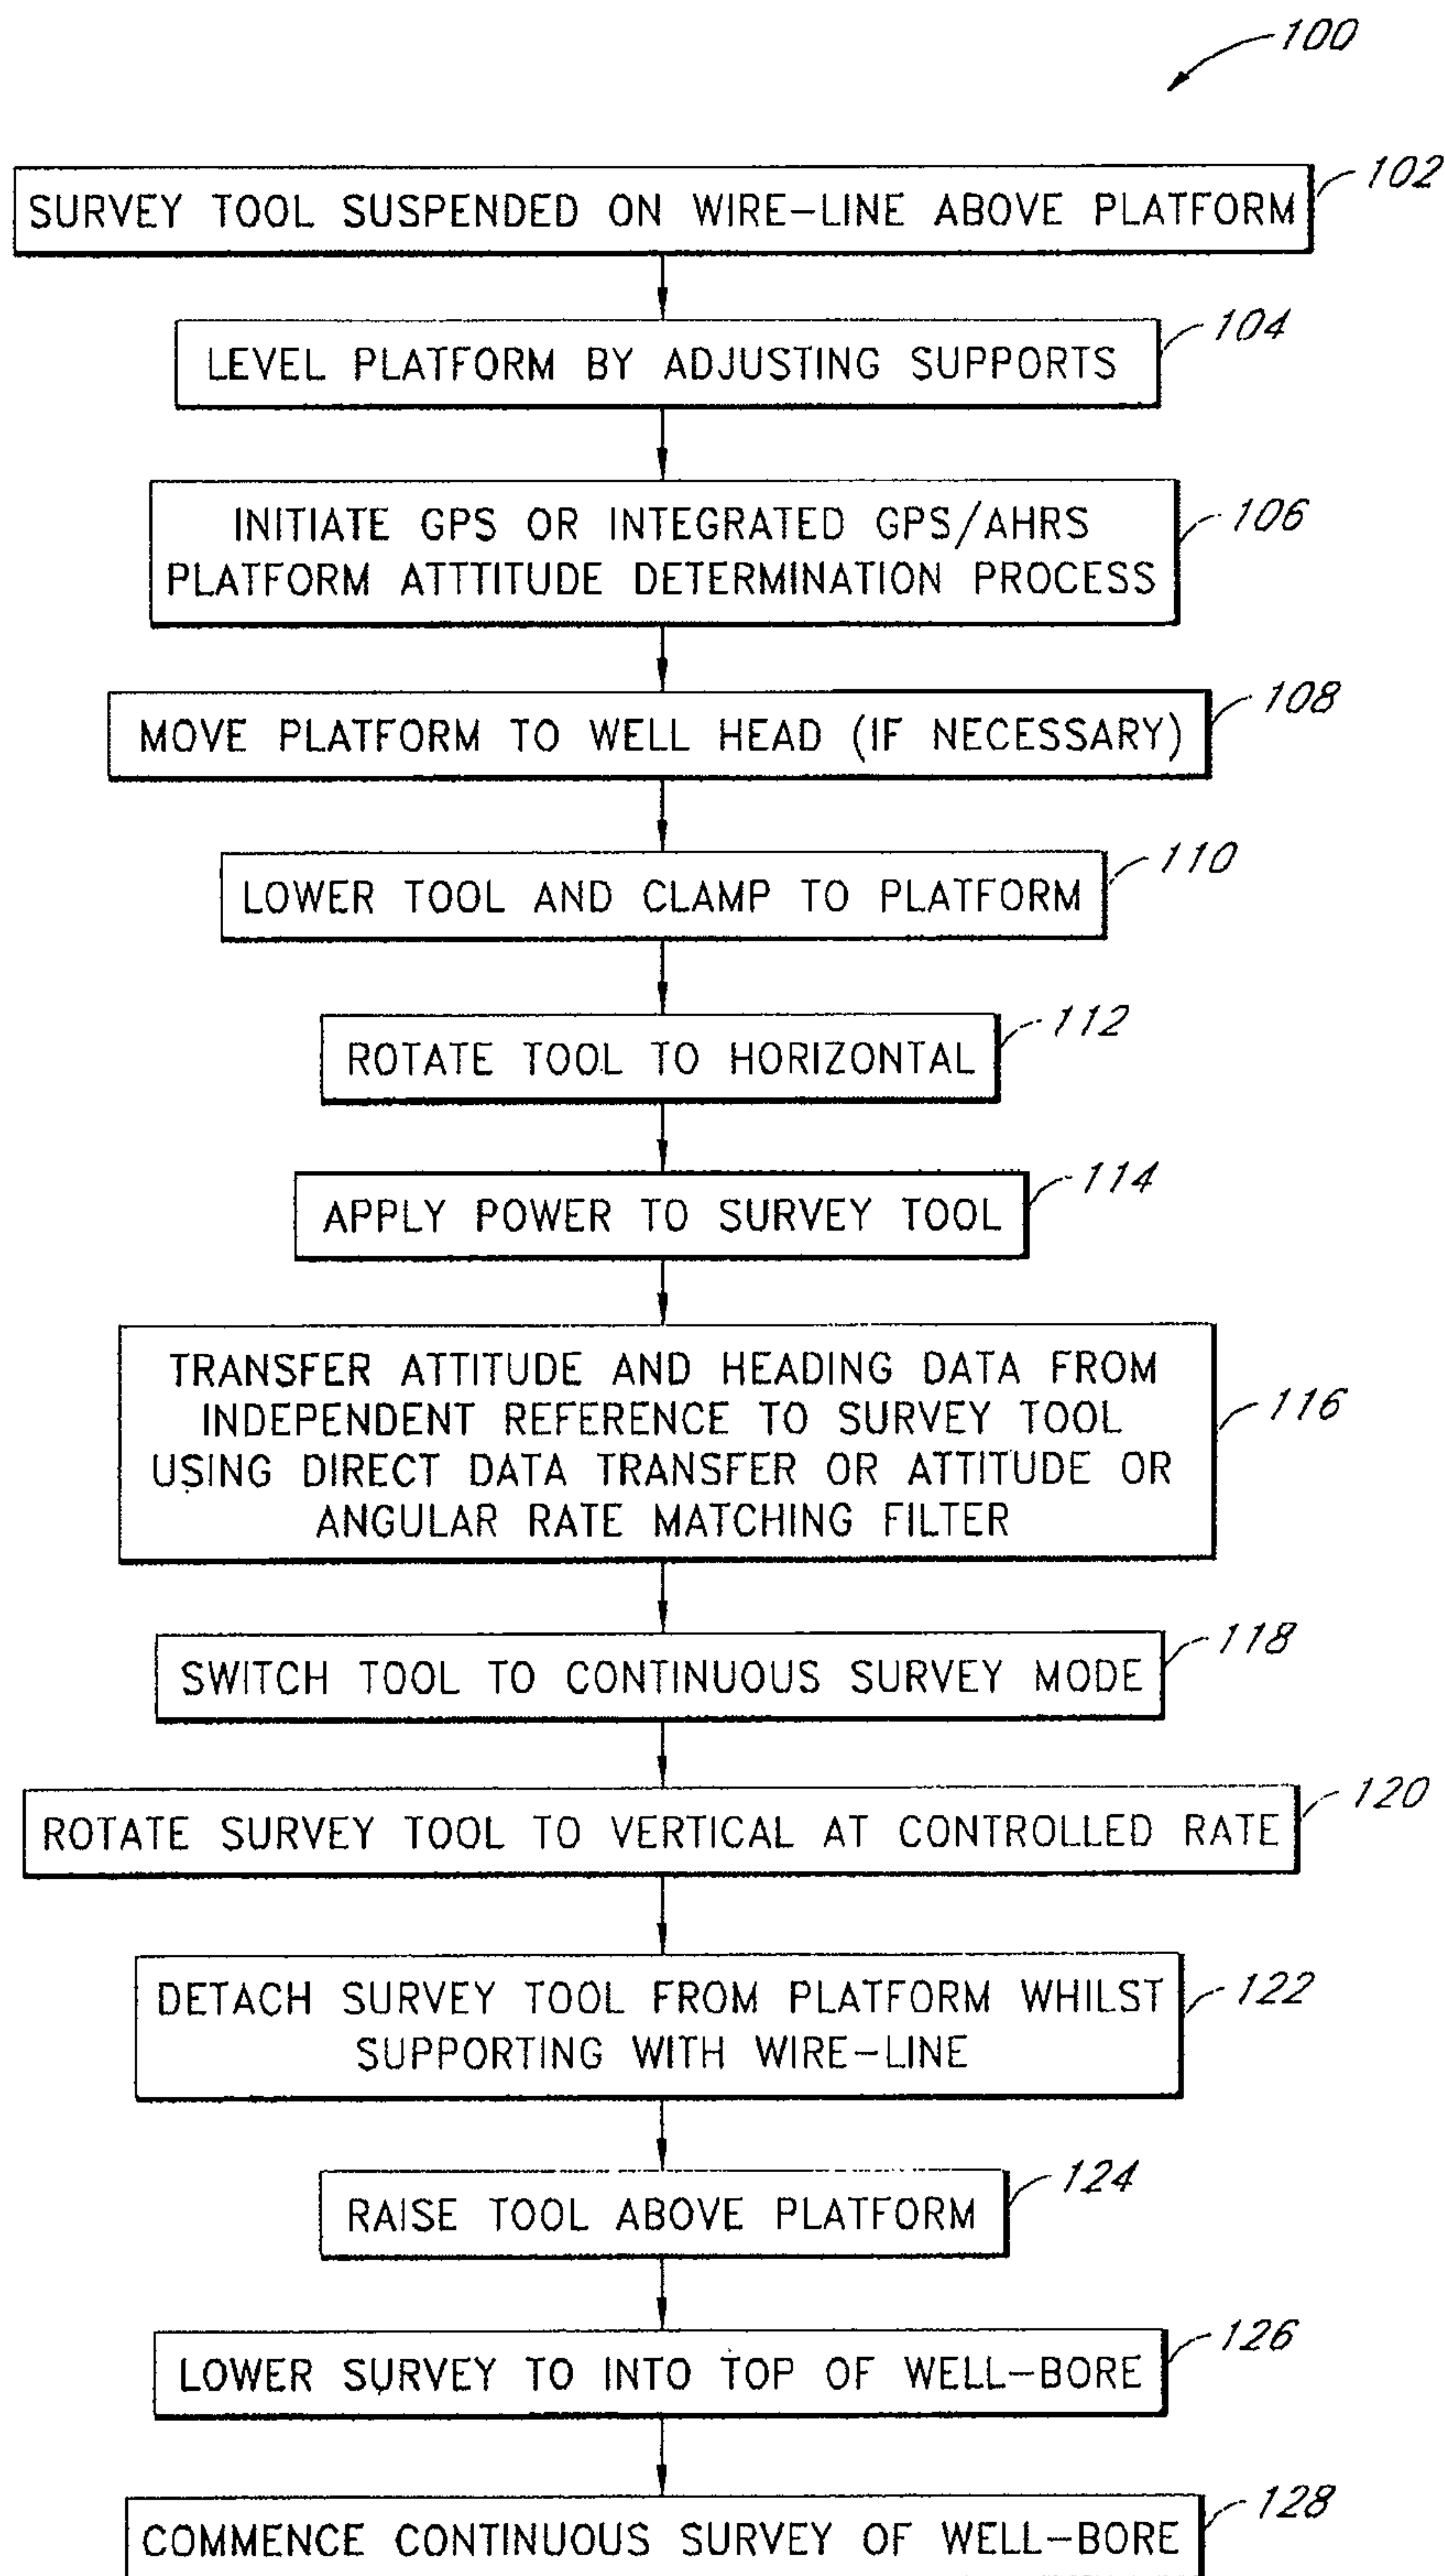 100
102
SURVEY TOOL SUSPENDED ON WIRE-LINE ABOVE PLATFORM
104
LEVEL PLATFORM BY ADJUSTING SUPPORTS
106
INITIATE GPS OR INTEGRATED GPS/AHRS
PLATFORM ATTTITUDE DETERMINATION PROCESS
108
MOVE PLATFORM TO WELL HEAD (IF NECESSARY)
110
LOWER TOOL AND CLAMP TO PLATFORM
112
ROTATE TOOL TO HORIZONTAL
114
APPLY POWER TO SURVEY TOOL
116
TRANSFER ATTITUDE AND HEADING DATA FROM
INDEPENDENT REFERENCE TO SURVEY TOOL
USING DIRECT DATA TRANSFER OR ATTITUDE OR
ANGULAR RATE MATCHING FILTER
118
SWITCH TOOL TO CONTINUOUS SURVEY MODE
120
ROTATE SURVEY TOOL TO VERTICAL AT CONTROLLED RATE
122
DETACH SURVEY TOOL FROM PLATFORM WHILST
SUPPORTING WITH WIRE-LINE
124
RAISE TOOL ABOVE PLATFORM
126
LOWER SURVEY TO INTO TOP OF WELL-BORE
128
COMMENCE CONTINUOUS SURVEY OF WELL-BORE